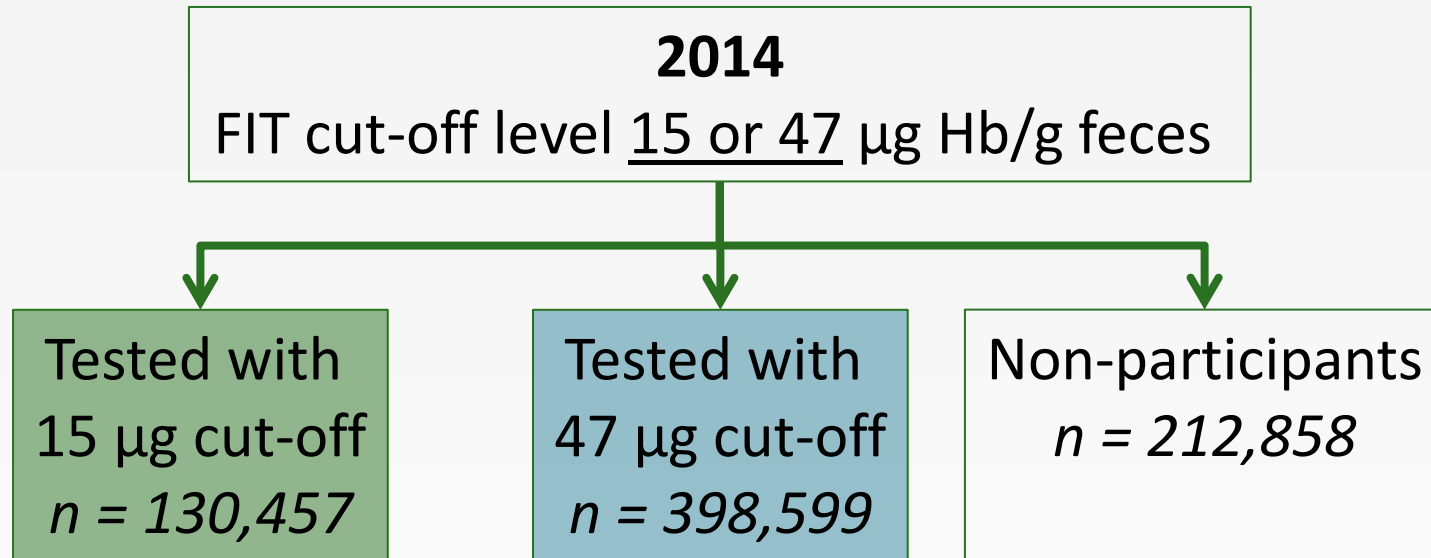 2014
FIT cut-off level 15 or 47 µg Hb/g feces
Tested with
15 µg cut-off
n = 130,457
Tested with
47 µg cut-off
n = 398,599
Non-participants
n = 212,858